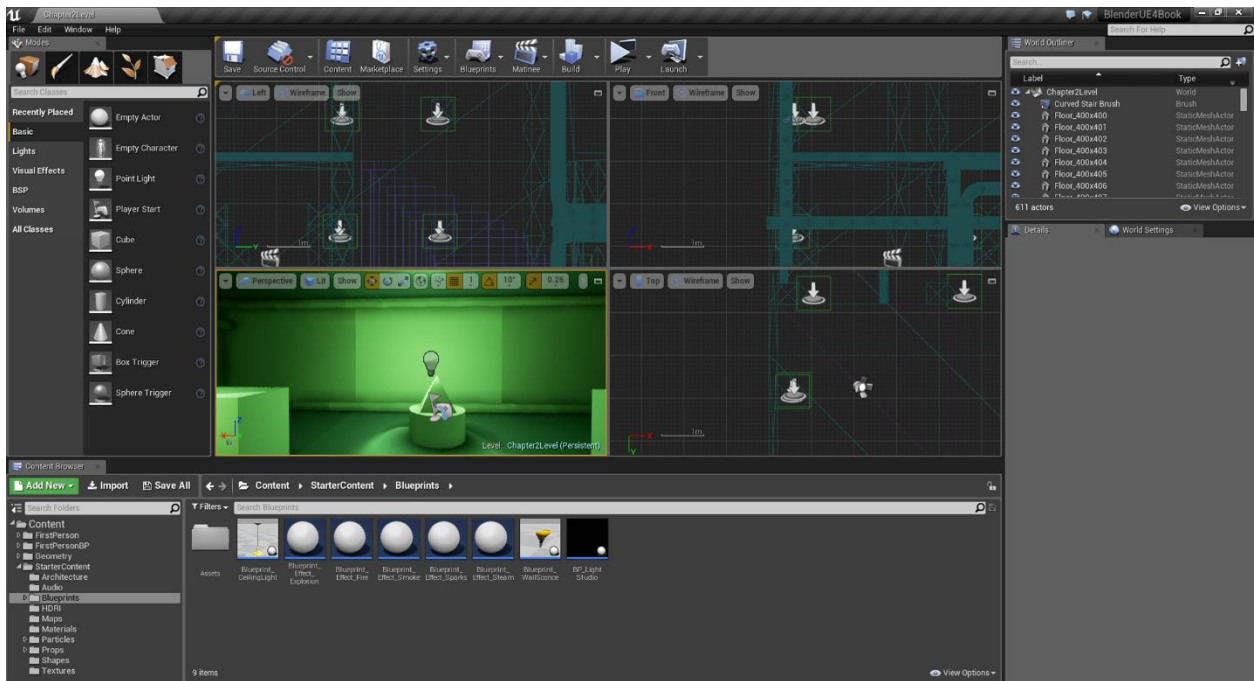 Chapter2Level
BlenderUE4Book
File Edit Window Help
Search For Help
Modes
Search Classes
Recently Placed
Basic
Lights
Visual Effects
BSP
Volumes
All Classes
Empty Actor
Empty Character
Point Light
Player Start
Cube
Sphere
Cylinder
Cone
Box Trigger
Sphere Trigger
Save Source Control Content Marketplace Settings Blueprints Matinee Build Play Launch
Left Wireframe Show
Y 1m
Front Wireframe Show
X 1m
Perspective Lit Show 1 10° 0.25 8
Z
X
Level: Chapter2Level (Persistent)
Top Wireframe Show
X 1m
Y
World Outliner
Search...
Label Type
Chapter2Level World
Curved Stair Brush Brush
Floor_400x400 StaticMeshActor
Floor_400x401 StaticMeshActor
Floor_400x402 StaticMeshActor
Floor_400x403 StaticMeshActor
Floor_400x404 StaticMeshActor
Floor_400x405 StaticMeshActor
Floor_400x406 StaticMeshActor
Floor_400x407 StaticMeshActor
611 actors View Options
Details World Settings
Content Browser
Add New Import Save All Content StarterContent Blueprints
Search Folders
Content
FirstPerson
FirstPersonBP
Geometry
StarterContent
Architecture
Audio
Blueprints
HDRI
Maps
Materials
Particles
Props
Shapes
Textures
Filters Search Blueprints
Assets
Blueprint_
CeilingLight
Blueprint_
Effect_
Explosion
Blueprint_
Effect_Fire
Blueprint_
Effect_Smoke
Blueprint_
Effect_Sparks
Blueprint_
Effect_Steam
Blueprint_
WallSconce
BP_Light
Studio
9 items View Options